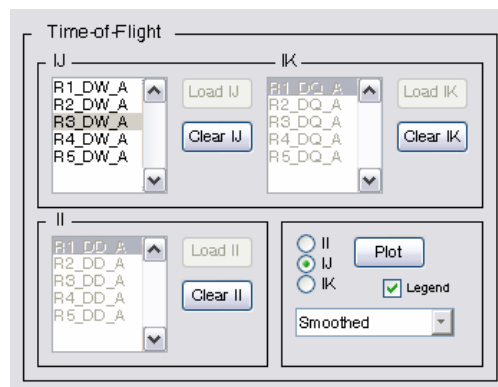 Time-of-Flight
IJ
R1_DW_A
R2_DW_A
R3_DW_A
R4_DW_A
R5_DW_A
Load IJ
Clear IJ
IK
R1_DQ_A
R2_DQ_A
R3_DQ_A
R4_DQ_A
R5_DQ_A
Load IK
Clear IK
II
R1_DD_A
R2_DD_A
R3_DD_A
R4_DD_A
R5_DD_A
Load II
Clear II
II
IJ
IK
Plot
Legend
Smoothed